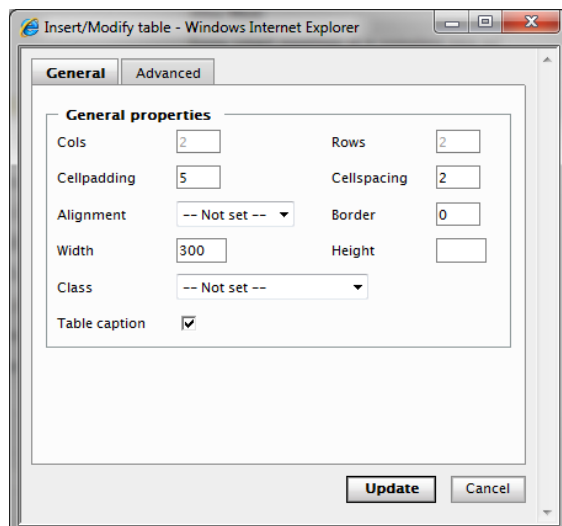 Insert/Modify table - Windows Internet Explorer
General Advanced
General properties
Cols 2 Rows 2
Cellpadding 5 Cellspacing 2
Alignment -- Not set -- Border 0
Width 300 Height
Class -- Not set --
Table caption
Update Cancel